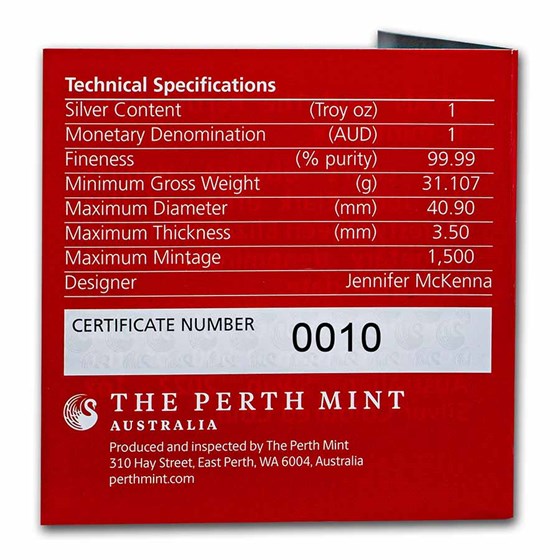 Technical Specifications
Silver Content (Troy oz) 1
Monetary Denomination (AUD) 1
Fineness (% purity) 99.99
Minimum Gross Weight (g) 31.107
Maximum Diameter (mm) 40.90
Maximum Thickness (mm) 3.50
Maximum Mintage 1,500
Designer Jennifer McKenna
CERTIFICATE NUMBER 0010
THE PERTH MINT
AUSTRALIA
Produced and inspected by The Perth Mint
310 Hay Street, East Perth, WA 6004, Australia
perthmint.com